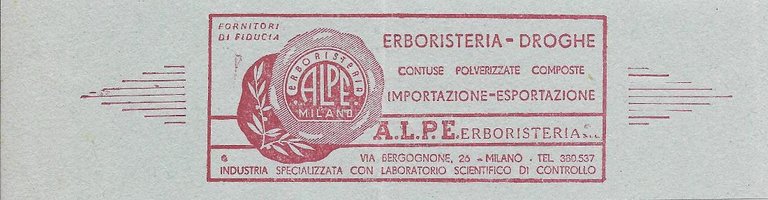 FORNITORI
DI FIDUCIA
ERBORISTERIA
ALPE
MILANO
ERBORISTERIA - DROGHE
CONTUSE POLVERIZZATE COMPOSTE
IMPORTAZIONE-ESPORTAZIONE
A.L.P.E. ERBORISTERIA
VIA BERGOGNONE, 26 - MILANO - TEL. 380.537
INDUSTRIA SPECIALIZZATA CON LABORATORIO SCIENTIFICO DI CONTROLLO